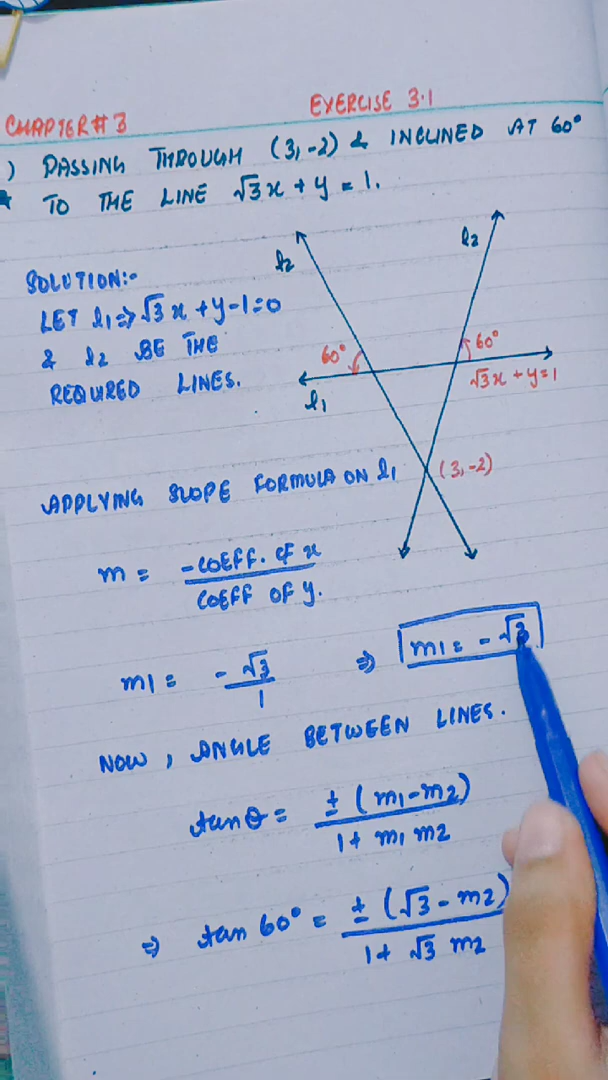 CHAPTER # 3
EXERCISE 3.1
) PASSING THROUGH (3,-2) & INCLINED AT 60°
TO THE LINE √3x + y = 1.
SOLUTION:-
LET l1 => √3x + y - 1 = 0
& l2 BE THE
REQUIRED LINES.
l2
l2
60°
60°
√3x + y = 1
l1
(3,-2)
APPLYING SLOPE FORMULA ON l1
m = -COEFF. OF x / COEFF OF y.
m1 = -√3 / 1 => m1 = -√3
NOW, ANGLE BETWEEN LINES.
tan θ = ± (m1 - m2) / 1 + m1 m2
=> tan 60° = ± (√3 - m2) / 1 + √3 m2